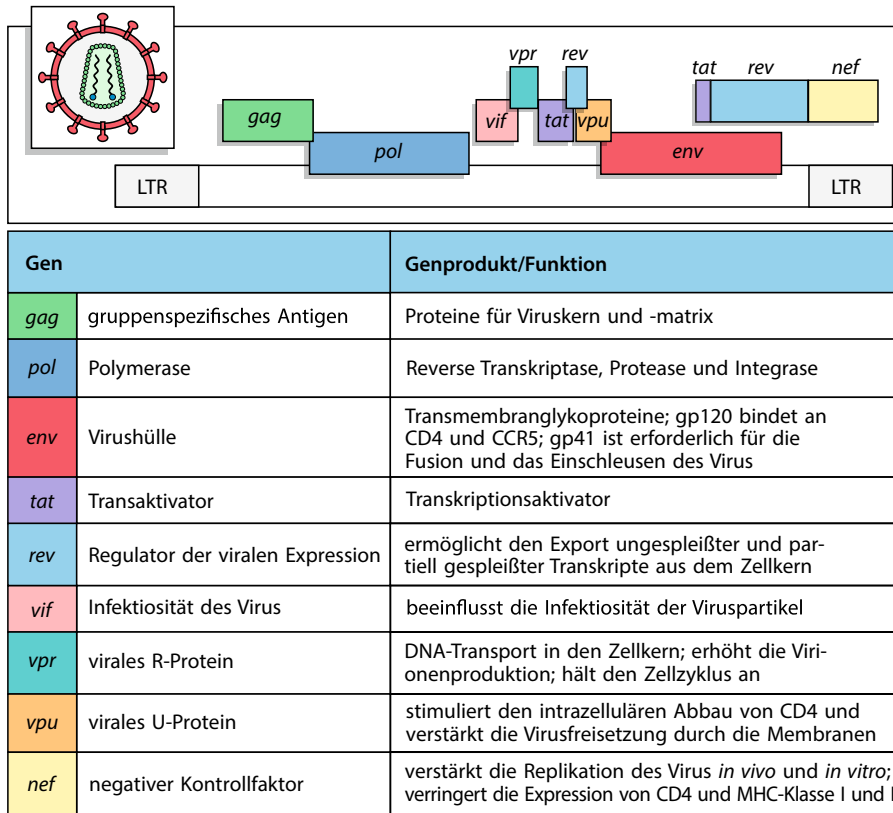 vpr rev
tat rev nef
gag vif tat vpu
pol env
LTR LTR
Gen Genprodukt/Funktion
gag gruppenspezifisches Antigen Proteine für Viruskern und -matrix
pol Polymerase Reverse Transkriptase, Protease und Integrase
env Virushülle Transmembranglykoproteine; gp120 bindet an
CD4 und CCR5; gp41 ist erforderlich für die
Fusion und das Einschleusen des Virus
tat Transaktivator Transkriptionsaktivator
rev Regulator der viralen Expression ermöglicht den Export ungespleißter und par-
tiell gespleißter Transkripte aus dem Zellkern
vif Infektiosität des Virus beeinflusst die Infektiosität der Viruspartikel
vpr virales R-Protein DNA-Transport in den Zellkern; erhöht die Viri-
onenproduktion; hält den Zellzyklus an
vpu virales U-Protein stimuliert den intrazellulären Abbau von CD4 und
verstärkt die Virusfreisetzung durch die Membranen
nef negativer Kontrollfaktor verstärkt die Replikation des Virus in vivo und in vitro;
verringert die Expression von CD4 und MHC-Klasse I und